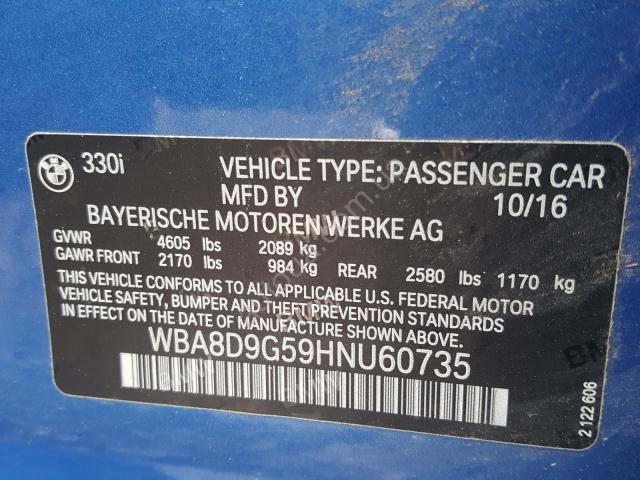 330i
VEHICLE TYPE: PASSENGER CAR
MFD BY 10/16
BAYERISCHE MOTOREN WERKE AG
GVWR 4605 lbs 2089 kg
GAWR FRONT 2170 lbs 984 kg REAR 2580 lbs 1170 kg
THIS VEHICLE CONFORMS TO ALL APPLICABLE U.S. FEDERAL MOTOR
VEHICLE SAFETY, BUMPER AND THEFT PREVENTION STANDARDS
IN EFFECT ON THE DATE OF MANUFACTURE SHOWN ABOVE.
WBA8D9G59HNU60735
2 122 606